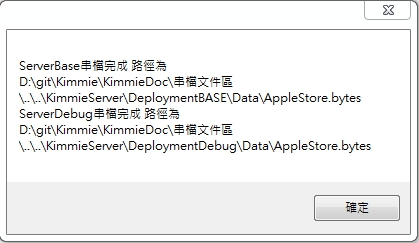 ServerBase串檔完成 路徑為
D:\git\Kimmie\KimmieDoc\串檔文件區
\..\..\KimmieServer\DeploymentBASE\Data\AppleStore.bytes
ServerDebug串檔完成 路徑為
D:\git\Kimmie\KimmieDoc\串檔文件區
\..\..\KimmieServer\DeploymentDebug\Data\AppleStore.bytes
確定